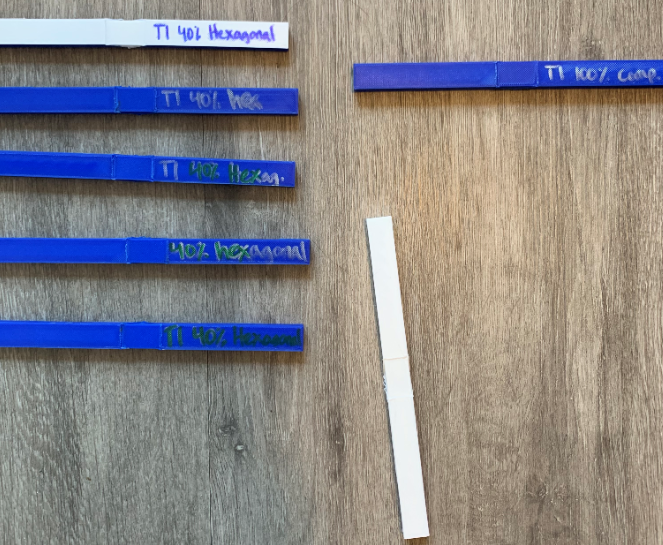 T1 40% Hexagonal
T1 40% hex
T1 40% Hexag.
40% hexagonal
T1 40% Hexagonal
T1 100% comp.